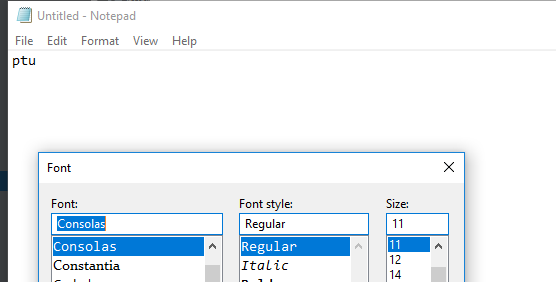 Untitled - Notepad
File Edit Format View Help
ptu
Font
Font: Font style: Size:
Consolas Regular 11
Consolas Regular 11
Constantia Italic 12
14